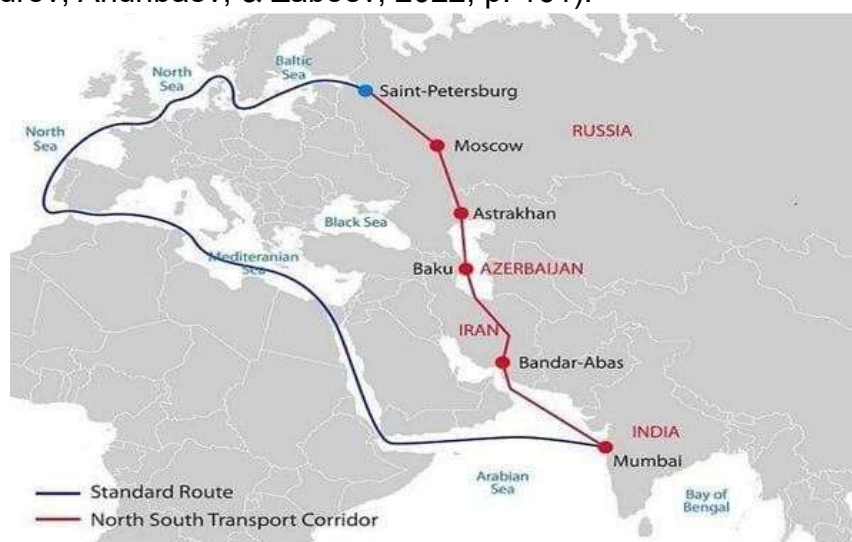 & 2022, p.
North
Sea
Baltic
Sea
Saint-Petersburg
North
Sea
Moscow
RUSSIA
Astrakhan
Black Sea
Mediteranian
Sea
Baku
AZERBAIJAN
IRAN
Bandar-Abas
INDIA
Mumbai
Arabian
Sea
Bay of
Bengal
Standard Route
North South Transport Corridor